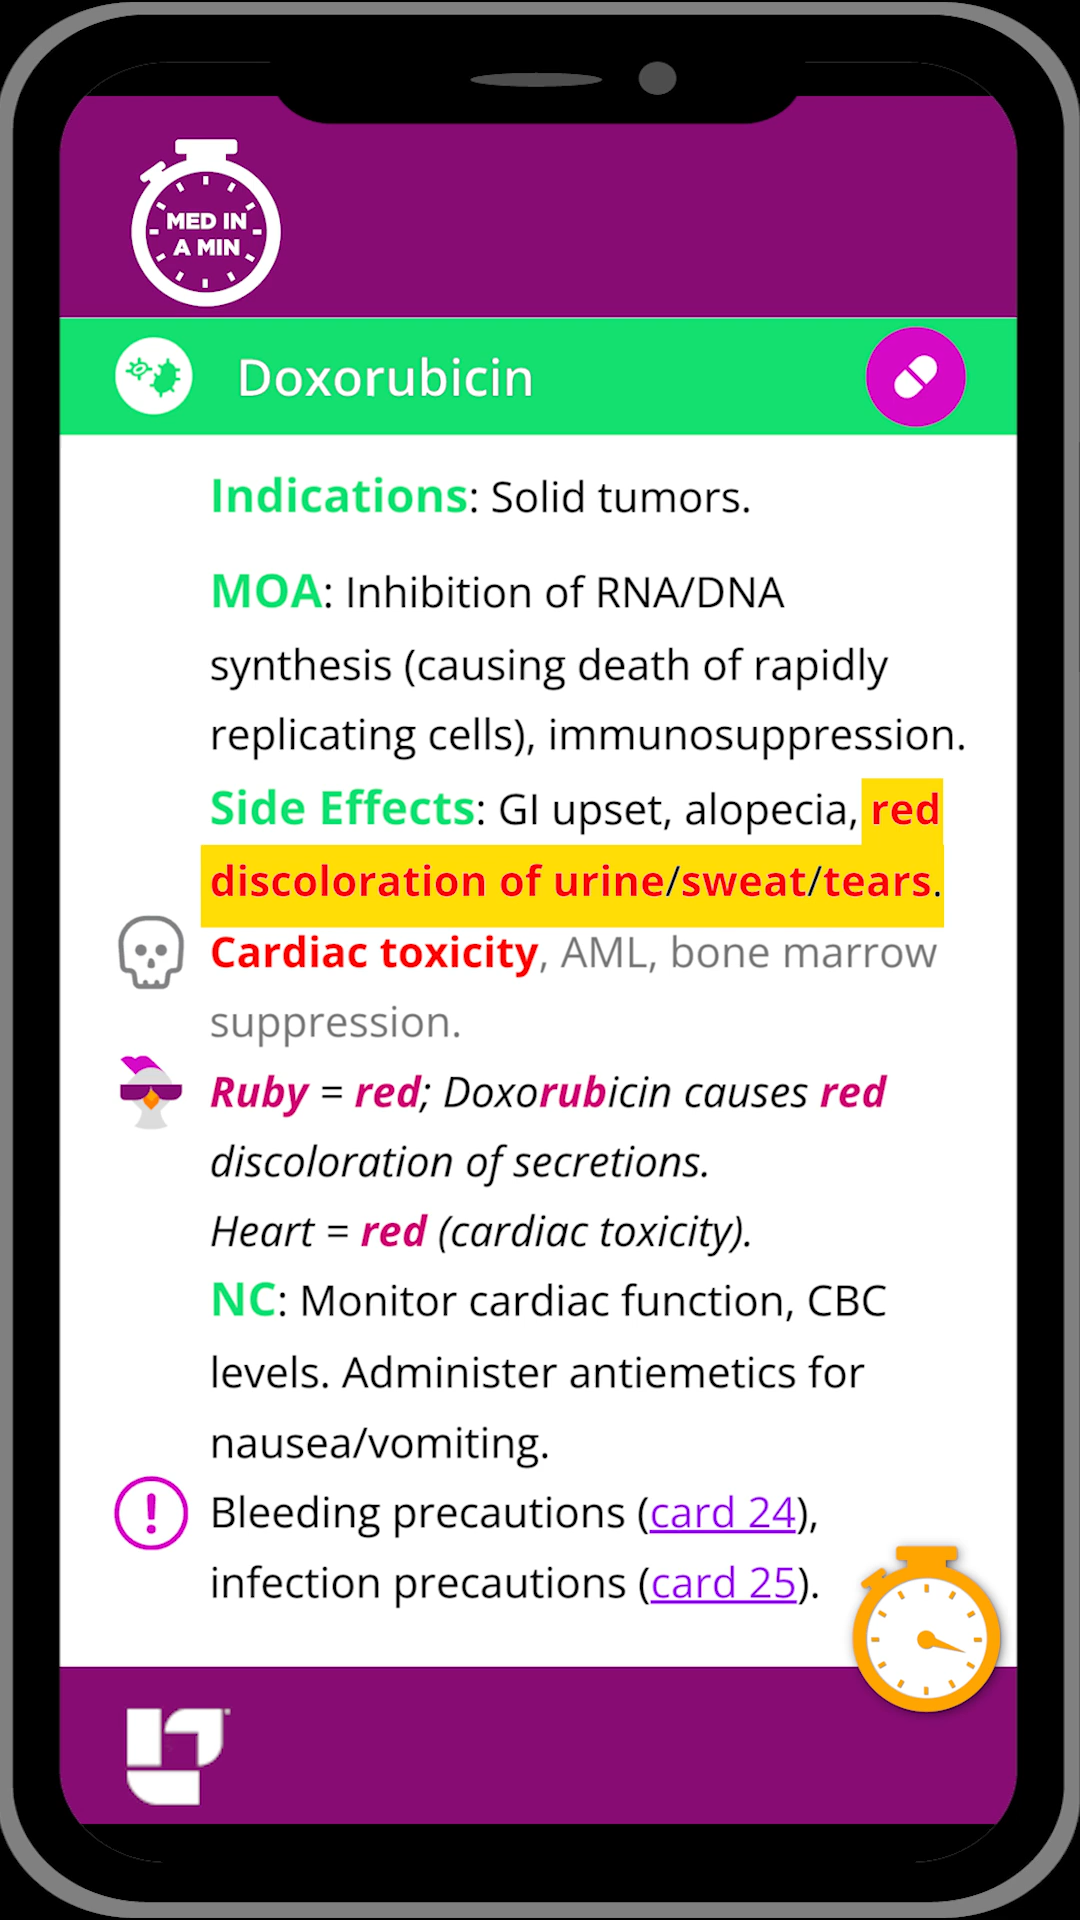 MED IN
A MIN
Doxorubicin
Indications: Solid tumors.
MOA: Inhibition of RNA/DNA
synthesis (causing death of rapidly
replicating cells), immunosuppression.
Side Effects: GI upset, alopecia, red
discoloration of urine/sweat/tears.
Cardiac toxicity, AML, bone marrow
suppression.
Ruby = red; Doxorubicin causes red
discoloration of secretions.
Heart = red (cardiac toxicity).
NC: Monitor cardiac function, CBC
levels. Administer antiemetics for
nausea/vomiting.
Bleeding precautions (card 24),
infection precautions (card 25).